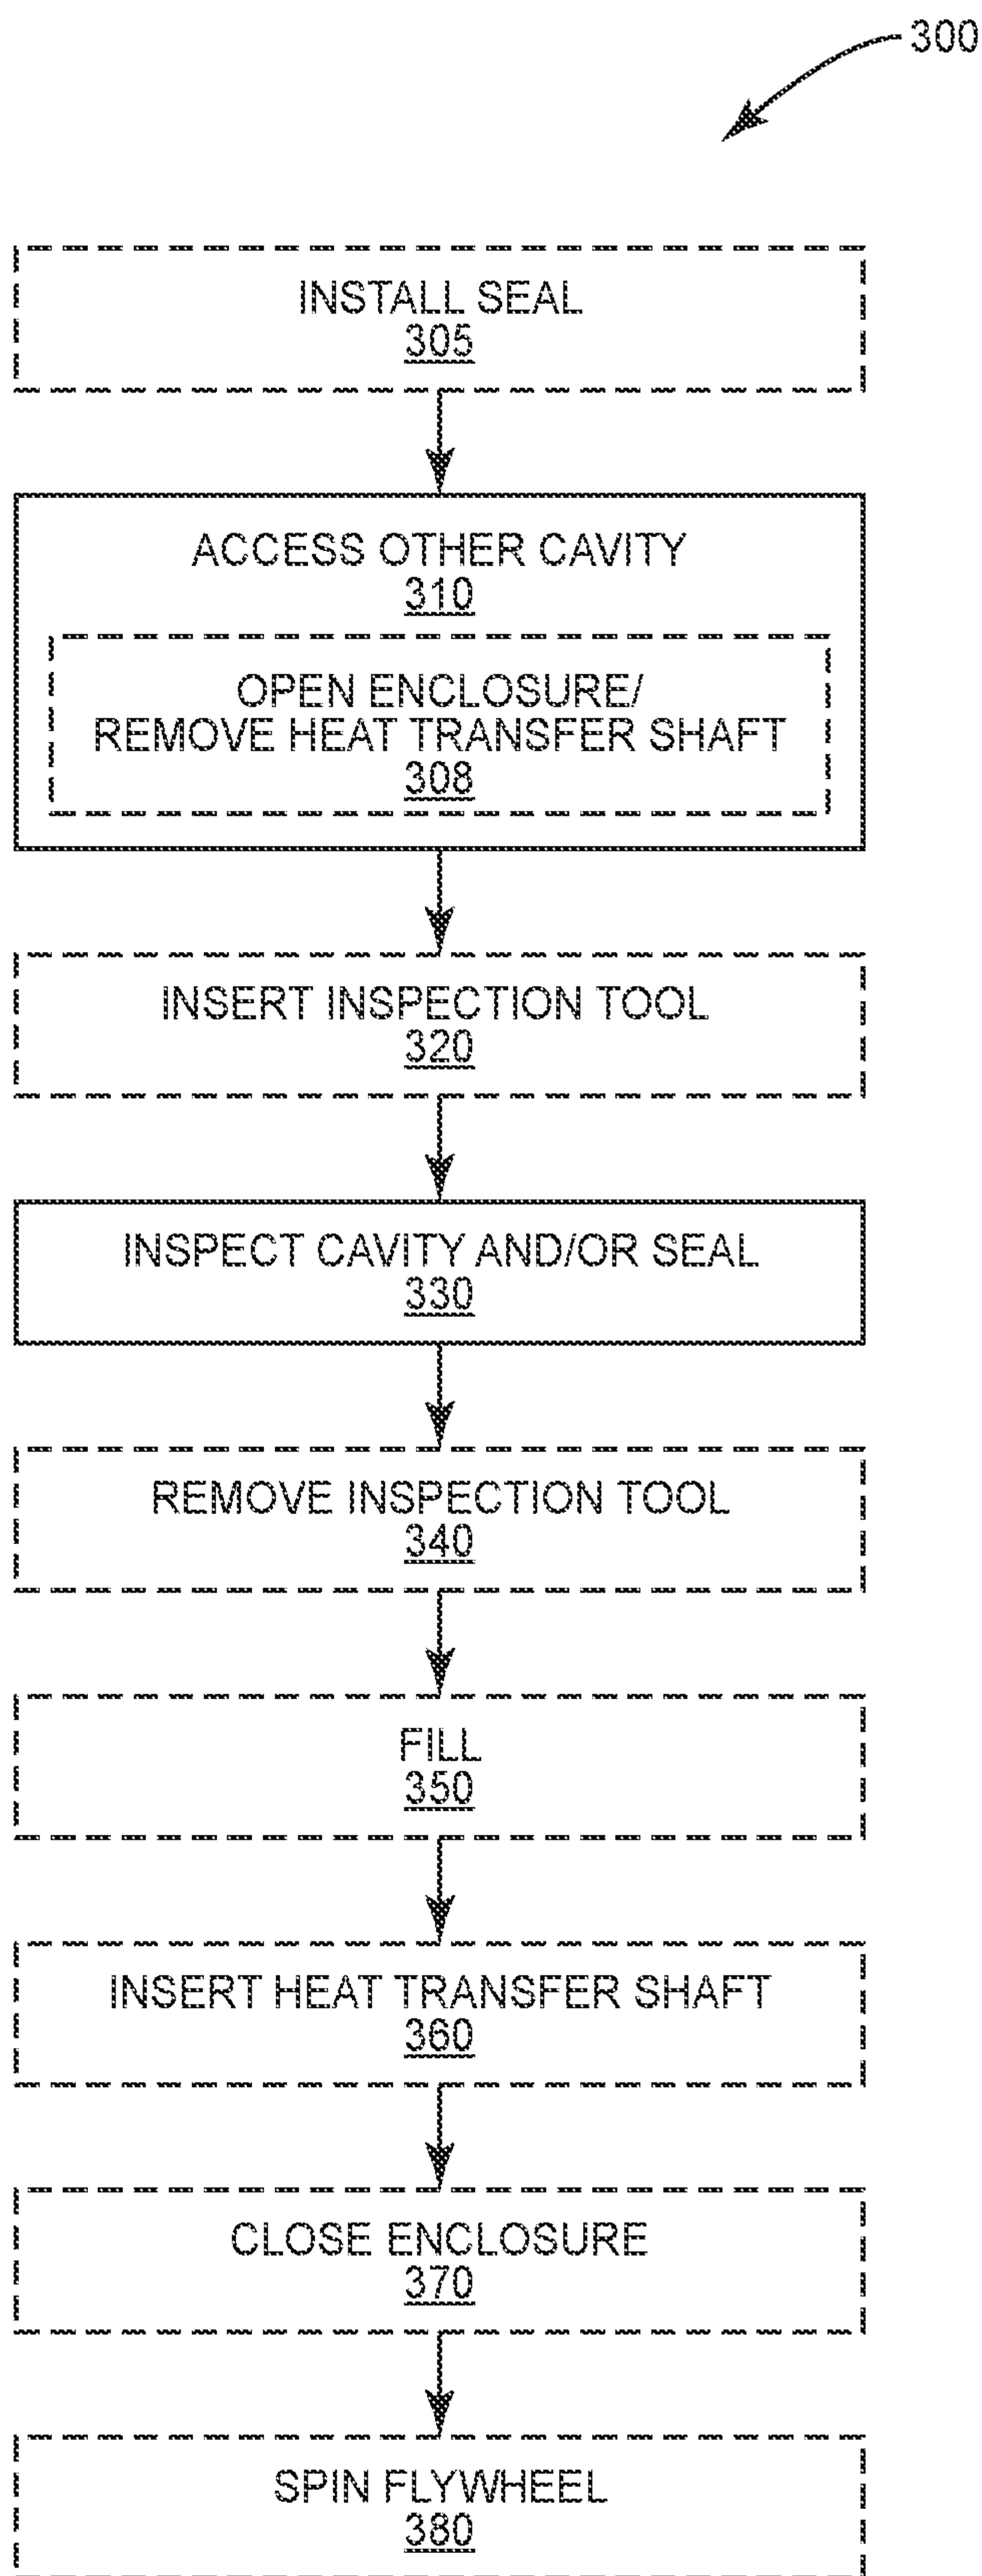 300
INSTALL SEAL
305
ACCESS OTHER CAVITY
310
OPEN ENCLOSURE/
REMOVE HEAT TRANSFER SHAFT
308
INSERT INSPECTION TOOL
320
INSPECT CAVITY AND/OR SEAL
330
REMOVE INSPECTION TOOL
340
FILL
350
INSERT HEAT TRANSFER SHAFT
360
CLOSE ENCLOSURE
370
SPIN FLYWHEEL
380